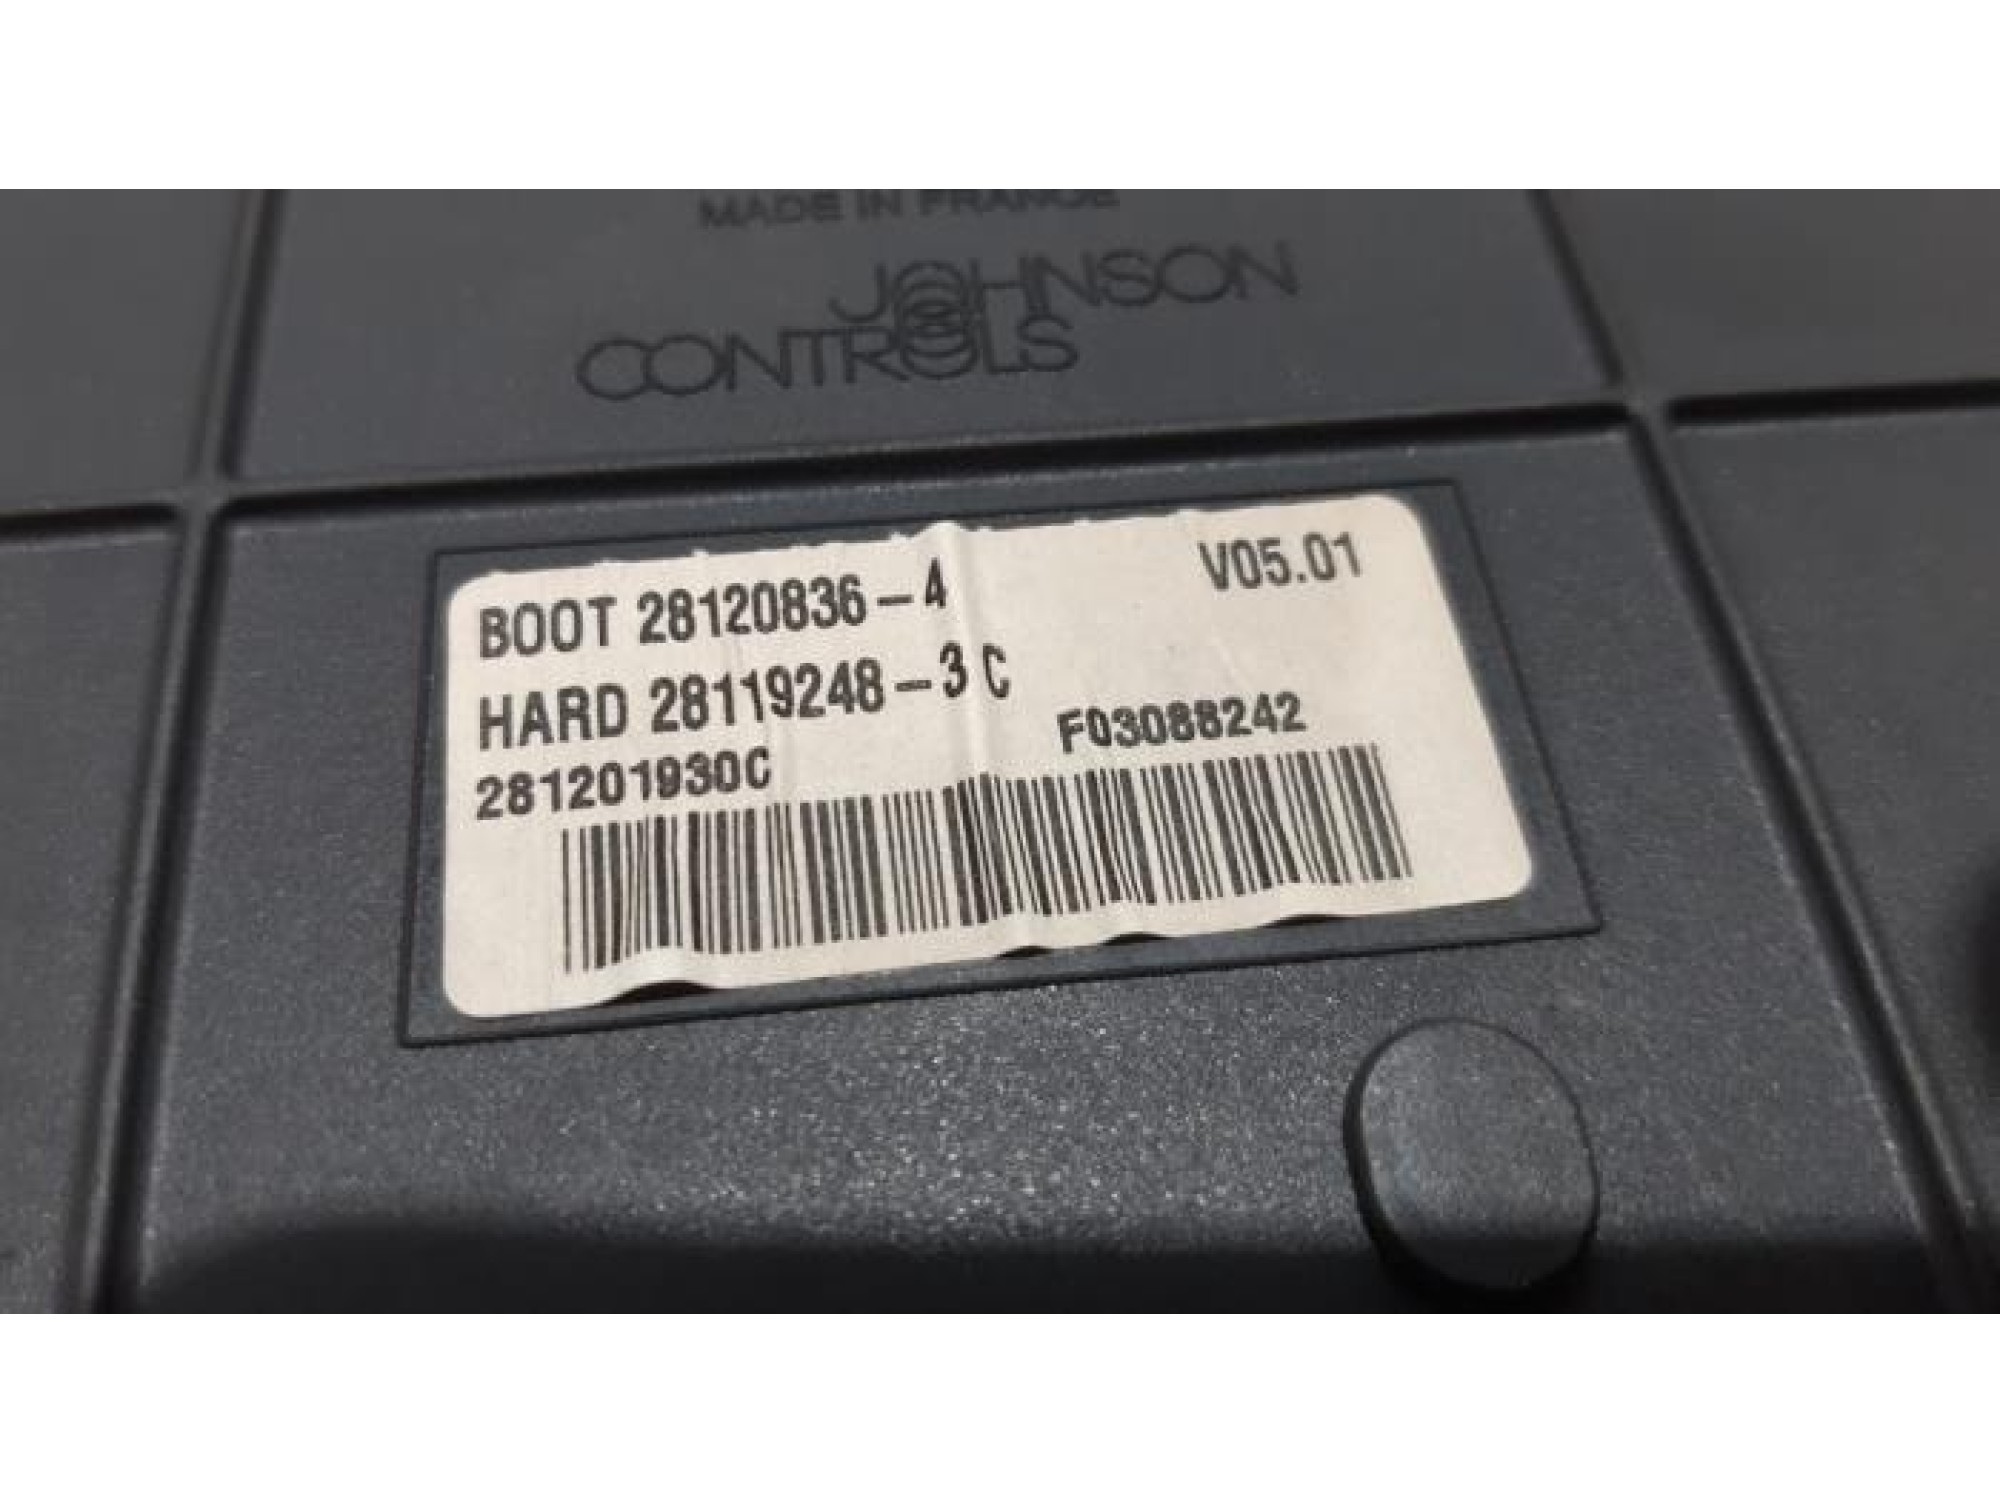 MADE IN FRANCE
JOHNSON
CONTROLS
BOOT 28120836-4 V05.01
HARD 28119248-3 C
281201930C F03088242